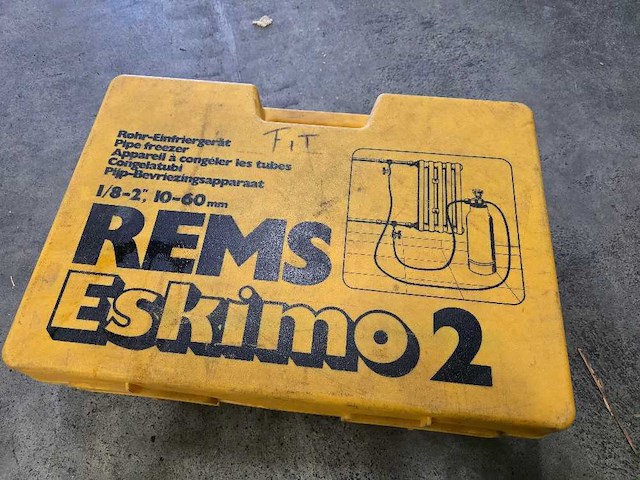 FIT
Rohr-Einfriergerät
Pipe freezer
Appareil à congéler les tubes
Congelatubi
Pijp-Bevriezingsapparaat
1/8-2", 10-60 mm
REMS
Eskimo 2